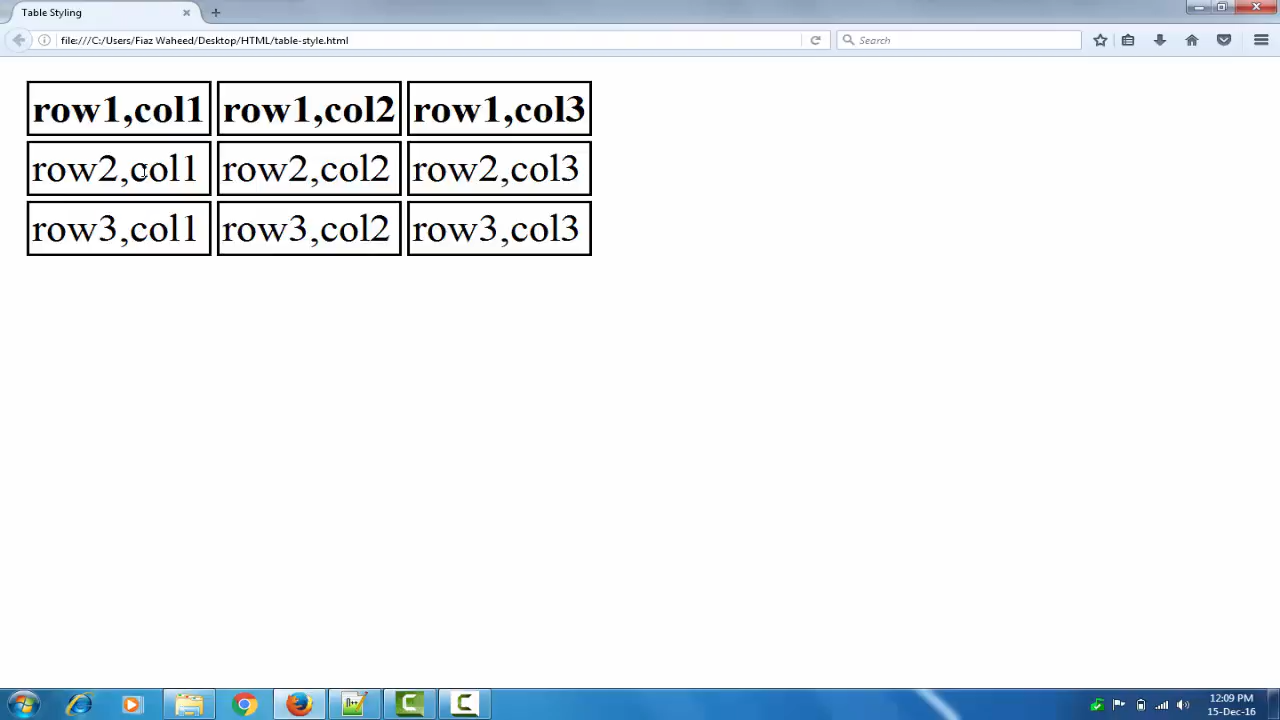 Table Styling
file:///C:/Users/Fiaz Waheed/Desktop/HTML/table-style.html
Search
row1,col1 row1,col2 row1,col3
row2,col1 row2,col2 row2,col3
row3,col1 row3,col2 row3,col3
12:09 PM
15-Dec-16